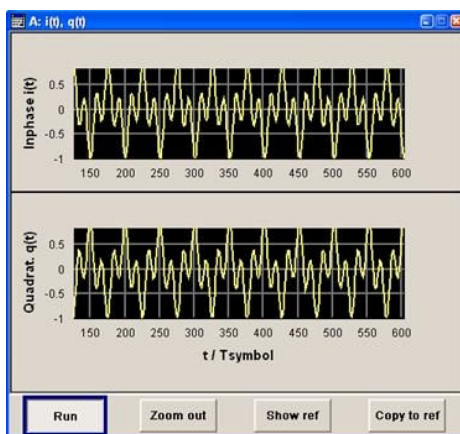 A: i(t), q(t)
Inphase i(t)
0.5
0
-0.5
-1
150 200 250 300 350 400 450 500 550 600
Quadrat. q(t)
0.5
0
-0.5
-1
150 200 250 300 350 400 450 500 550 600
t / Tsymbol
Run Zoom out Show ref Copy to ref